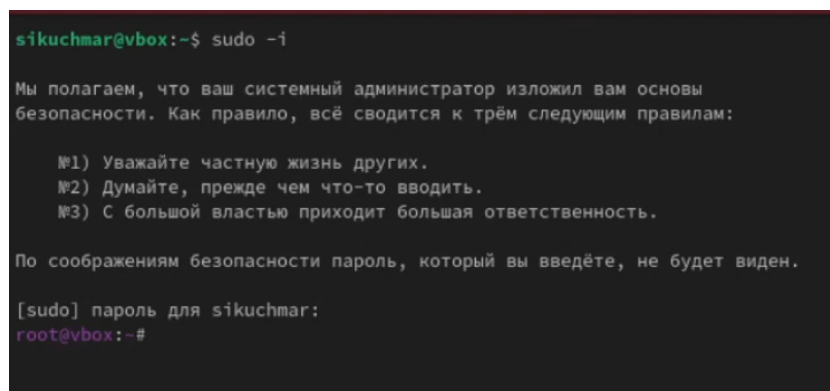 sikuchmar@vbox:~$ sudo -i
Мы полагаем, что ваш системный администратор изложил вам основы
безопасности. Как правило, всё сводится к трём следующим правилам:
№1) Уважайте частную жизнь других.
№2) Думайте, прежде чем что-то вводить.
№3) С большой властью приходит большая ответственность.
По соображениям безопасности пароль, который вы введёте, не будет виден.
[sudo] пароль для sikuchmar:
root@vbox:~#